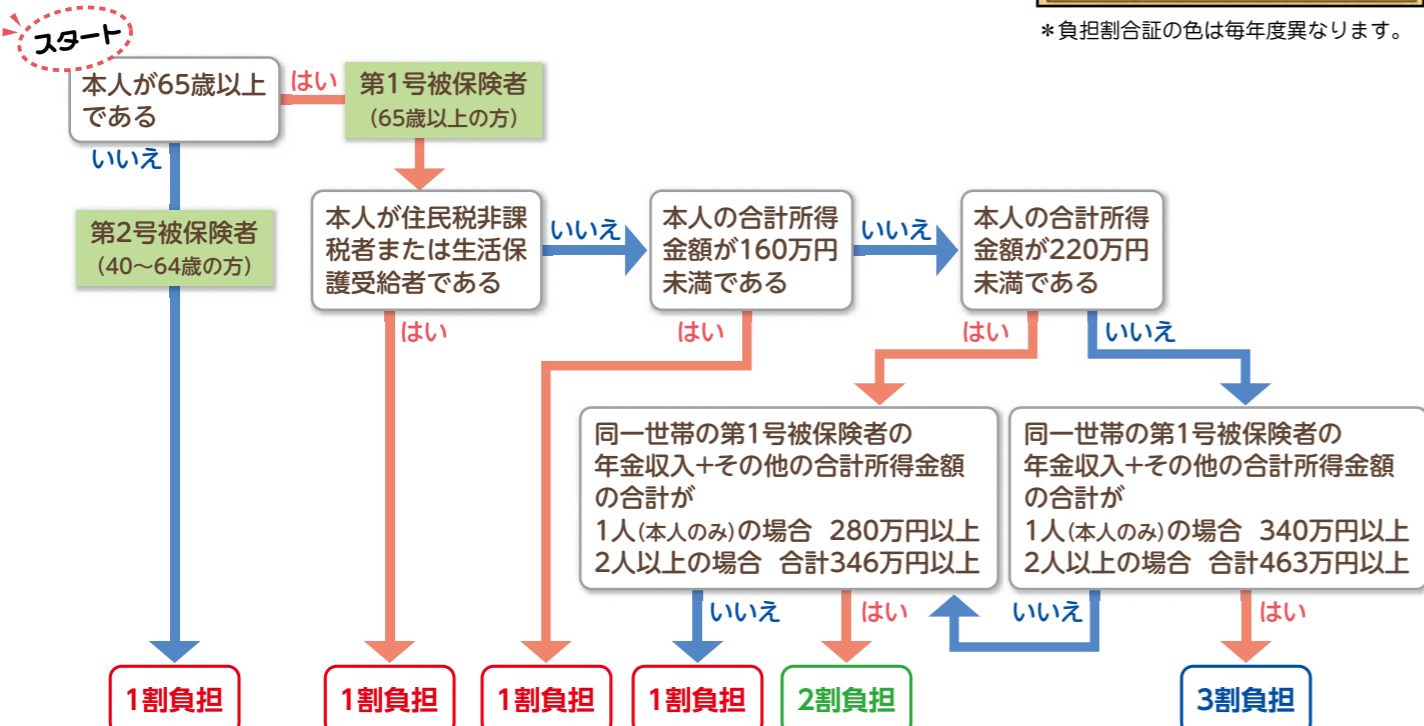 *負担割合証の色は毎年度異なります。
スタート
本人が65歳以上
である
はい
第1号被保険者
(65歳以上の方)
いいえ
第2号被保険者
(40〜64歳の方)
本人が住民税非課
税者または生活保
護受給者である
いいえ
本人の合計所得
金額が160万円
未満である
いいえ
本人の合計所得
金額が220万円
未満である
はい
はい
はい
いいえ
同一世帯の第1号被保険者の
年金収入+その他の合計所得金額
の合計が
1人(本人のみ)の場合 280万円以上
2人以上の場合 合計346万円以上
同一世帯の第1号被保険者の
年金収入+その他の合計所得金額
の合計が
1人(本人のみ)の場合 340万円以上
2人以上の場合 合計463万円以上
いいえ
はい
いいえ
はい
1割負担
1割負担
1割負担
1割負担
2割負担
3割負担